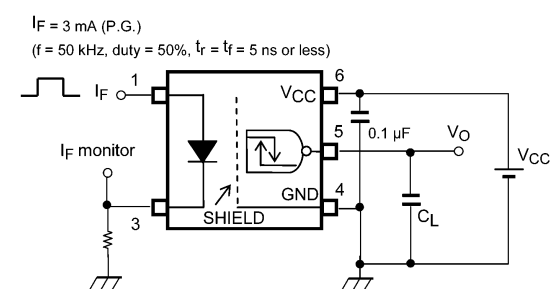 IF = 3 mA (P.G.)
(f = 50 kHz, duty = 50%, tr = tf = 5 ns or less)
1
IF
6
VCC
5
0.1 µF
VO
VCC
IF monitor
GND
4
3
SHIELD
CL